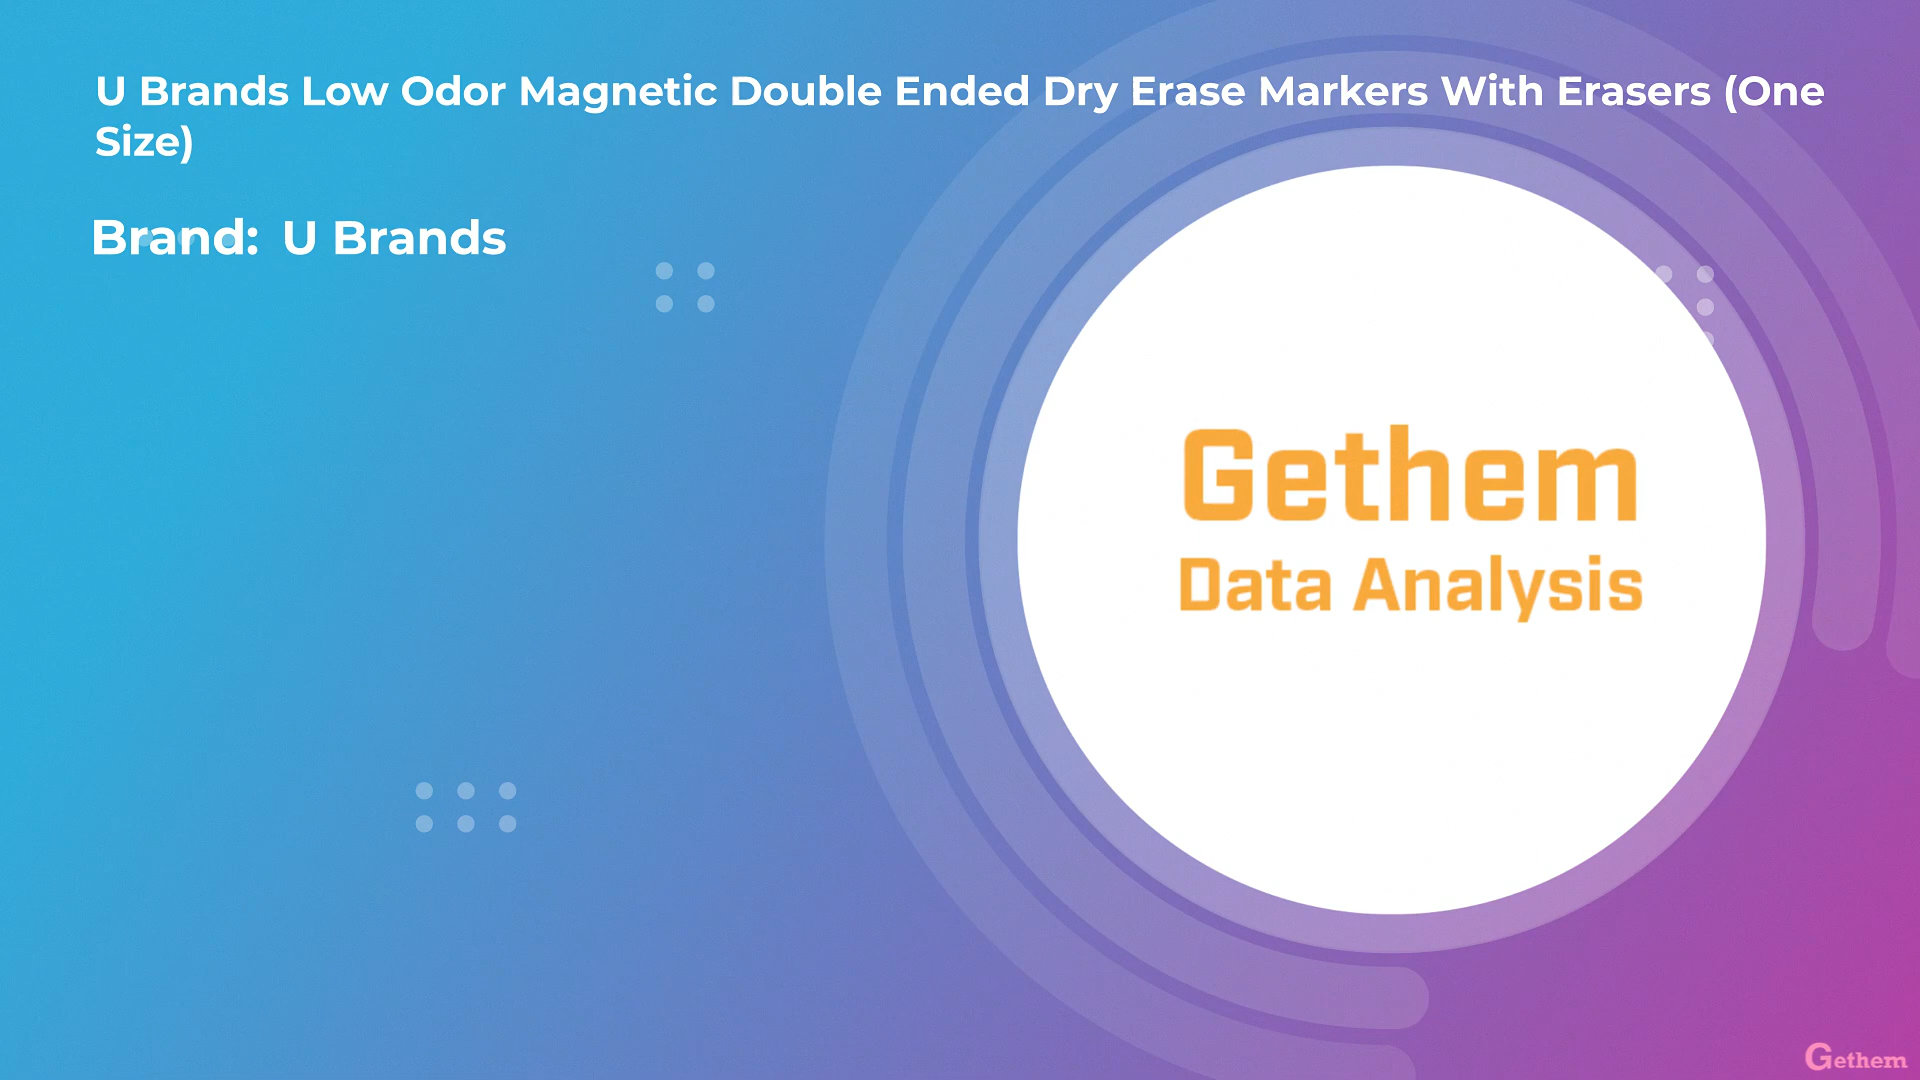 U Brands Low Odor Magnetic Double Ended Dry Erase Markers With Erasers (One
Size)
Brand: U Brands
Gethem
Data Analysis
Gethem